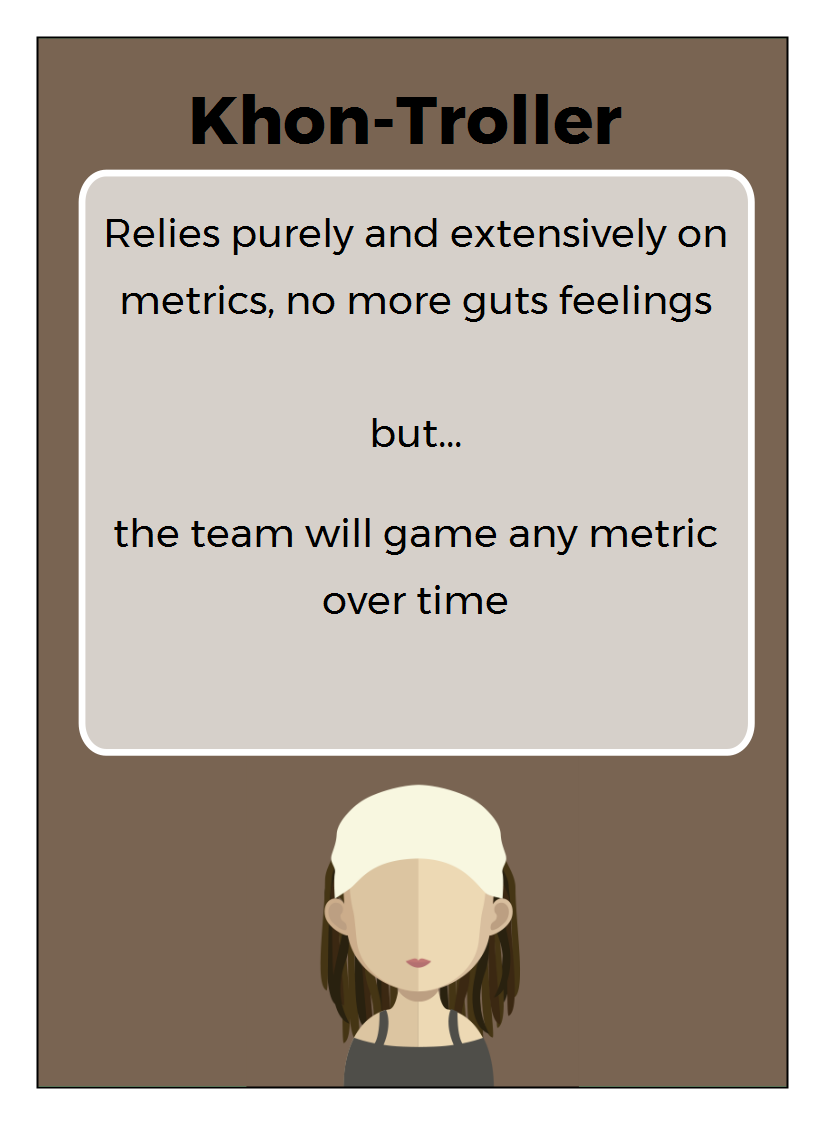 Khon-Troller
Relies purely and extensively on
metrics, no more guts feelings
but...
the team will game any metric
over time